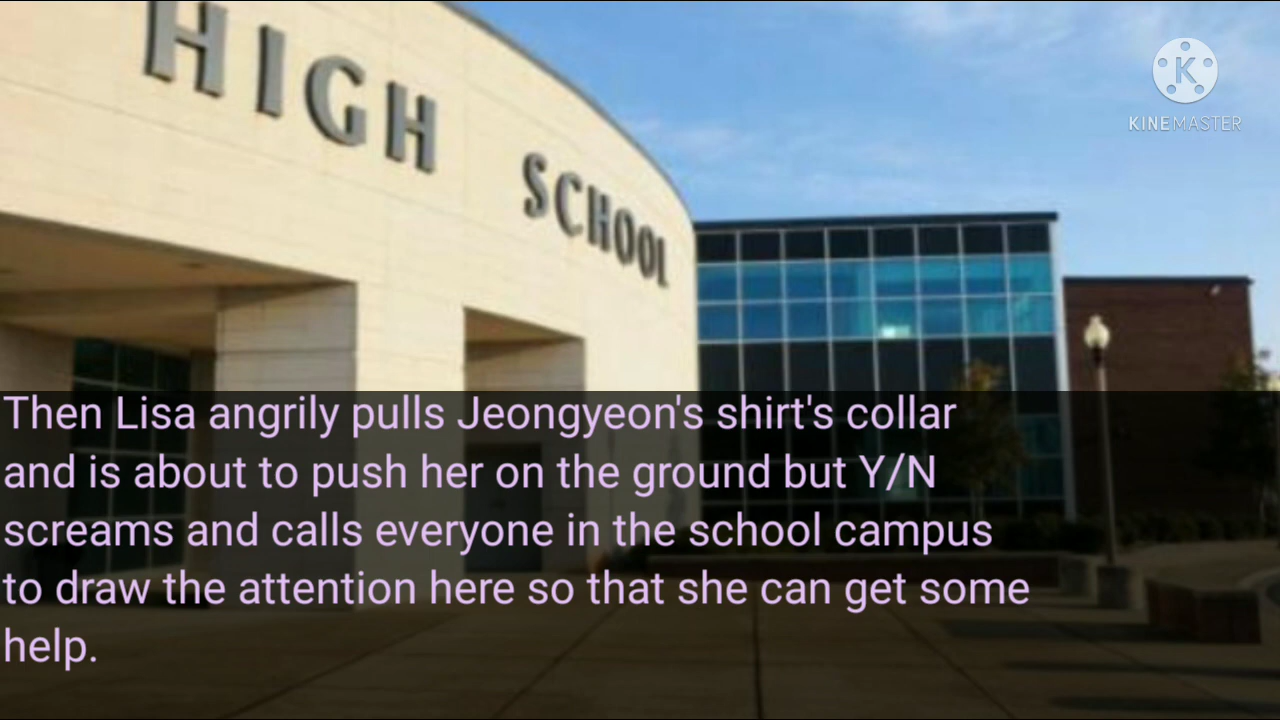 HIGH SCHOOL
KINEMASTER
Then Lisa angrily pulls Jeongyeon's shirt's collar
and is about to push her on the ground but Y/N
screams and calls everyone in the school campus
to draw the attention here so that she can get some
help.